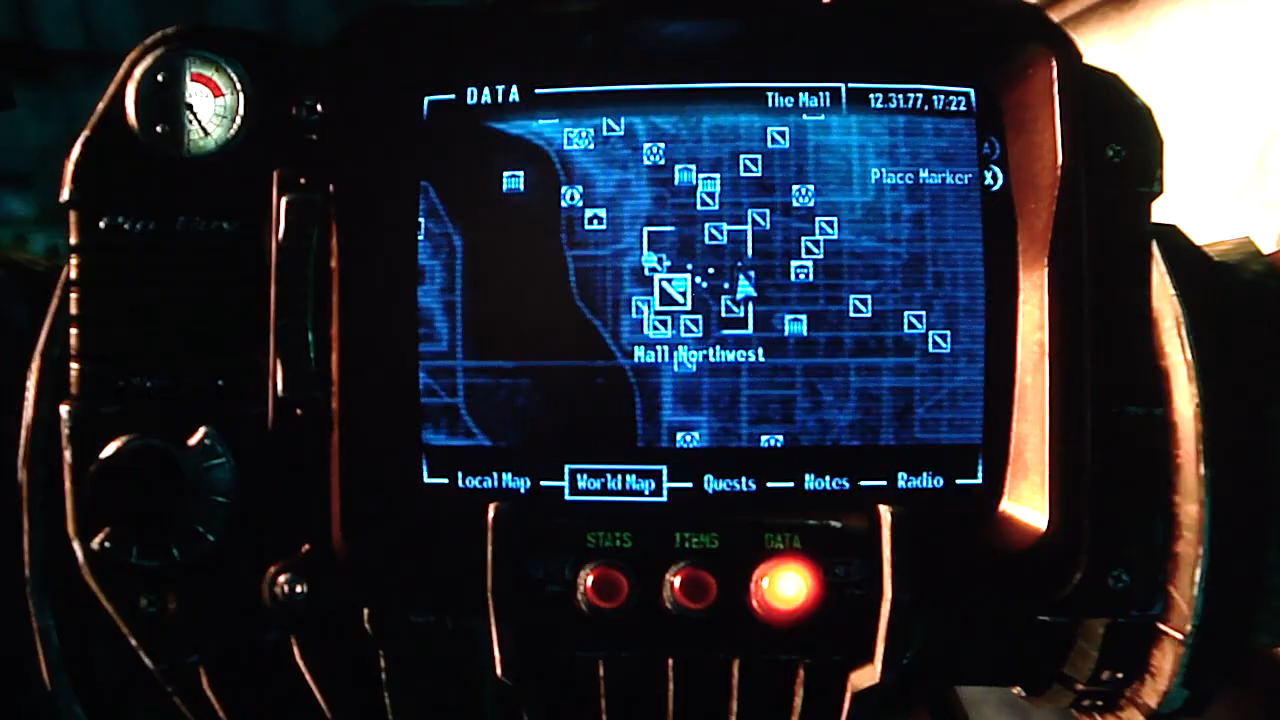 DATA
The Mall
12.31.77, 17:22
A)
Place Marker X)
Mall Northwest
Local Map
World Map
Quests
Notes
Radio
STATS
ITEMS
DATA